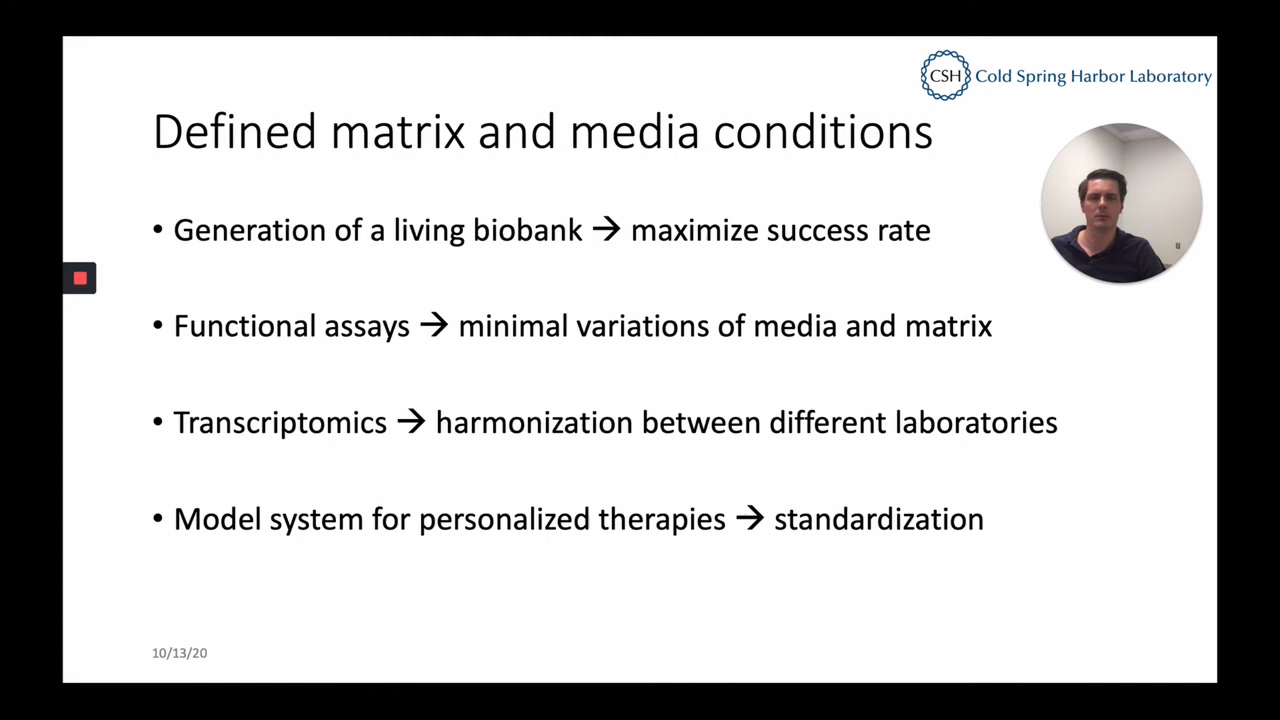 CSH Cold Spring Harbor Laboratory
Defined matrix and media conditions
• Generation of a living biobank → maximize success rate
• Functional assays → minimal variations of media and matrix
• Transcriptomics → harmonization between different laboratories
• Model system for personalized therapies → standardization
10/13/20